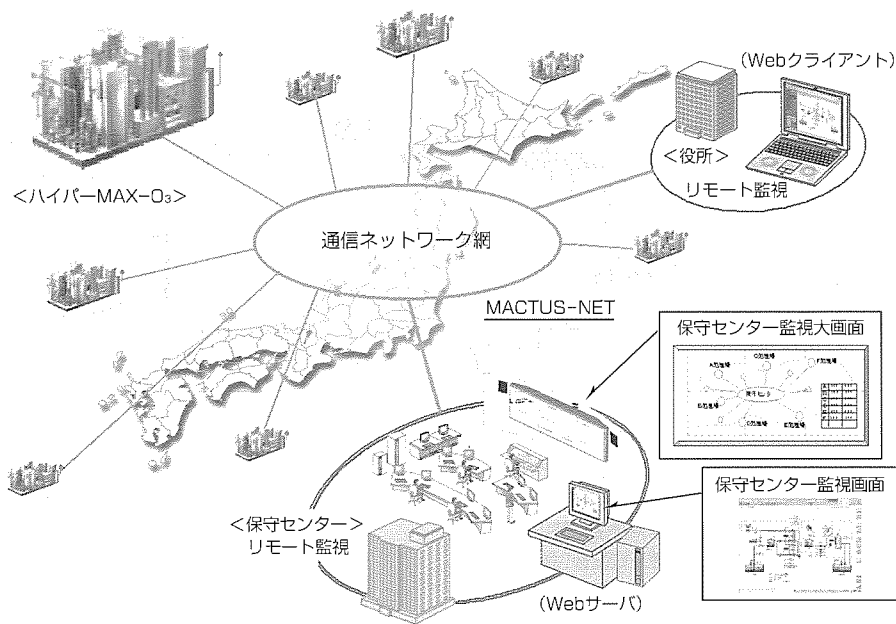 (Webクライアント)
<役所>
リモート監視
<ハイパーMAX-O₃>
通信ネットワーク網
MACTUS-NET
保守センター監視大画面
保守センター監視画面
<保守センター>
リモート監視
(Webサーバ)